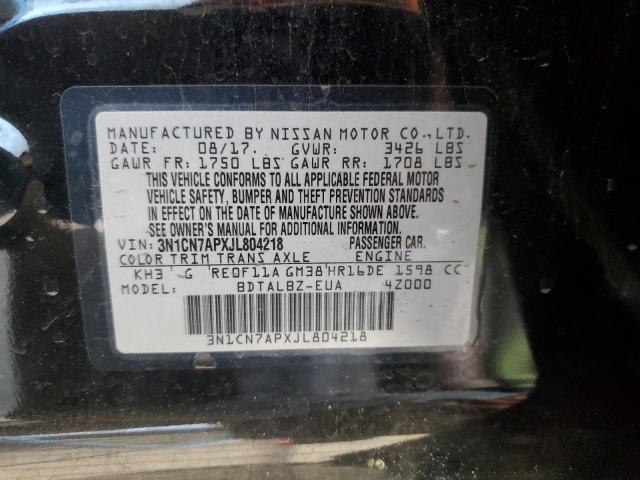 MANUFACTURED BY NISSAN MOTOR CO.,LTD.
DATE: 08/17. GVWR: 3426 LBS
GAWR FR: 1750 LBS GAWR RR: 1708 LBS
THIS VEHICLE CONFORMS TO ALL APPLICABLE FEDERAL MOTOR
VEHICLE SAFETY, BUMPER AND THEFT PREVENTION STANDARDS
IN EFFECT ON THE DATE OF MANUFACTURE SHOWN ABOVE.
SEE OWNER'S MANUAL FOR ADDITIONAL INFORMATION.
VIN: 3N1CN7APXJL804218 PASSENGER CAR.
COLOR TRIM TRANS AXLE ENGINE
KH3 G 'RE0F11A GM38'HR16DE 1598 CC
MODEL: BDTALBZ-EUA 4Z000
3N1CN7APXJL804218